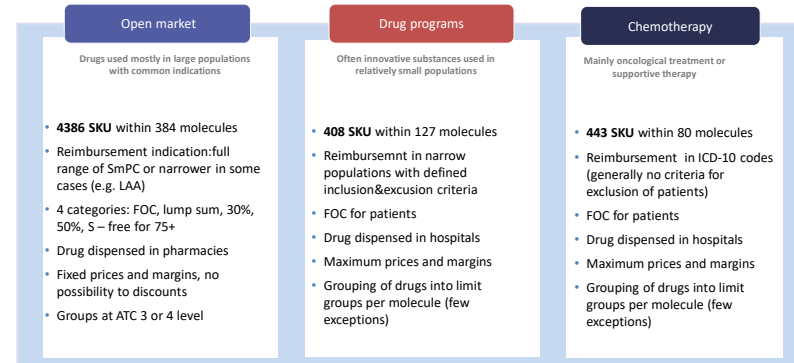 Open market
Drugs used mostly in large populations
with common indications
• 4386 SKU within 384 molecules
• Reimbursement indication:full
range of SmPC or narrower in some
cases (e.g. LAA)
• 4 categories: FOC, lump sum, 30%,
50%, S – free for 75+
• Drug dispensed in pharmacies
• Fixed prices and margins, no
possibility to discounts
• Groups at ATC 3 or 4 level
Drug programs
Often innovative substances used in
relatively small populations
• 408 SKU within 127 molecules
• Reimbursemnt in narrow
populations with defined
inclusion&excusion criteria
• FOC for patients
• Drug dispensed in hospitals
• Maximum prices and margins
• Grouping of drugs into limit
groups per molecule (few
exceptions)
Chemotherapy
Mainly oncological treatment or
supportive therapy
• 443 SKU within 80 molecules
• Reimbursement in ICD-10 codes
(generally no criteria for
exclusion of patients)
• FOC for patients
• Drug dispensed in hospitals
• Maximum prices and margins
• Grouping of drugs into limit
groups per molecule (few
exceptions)